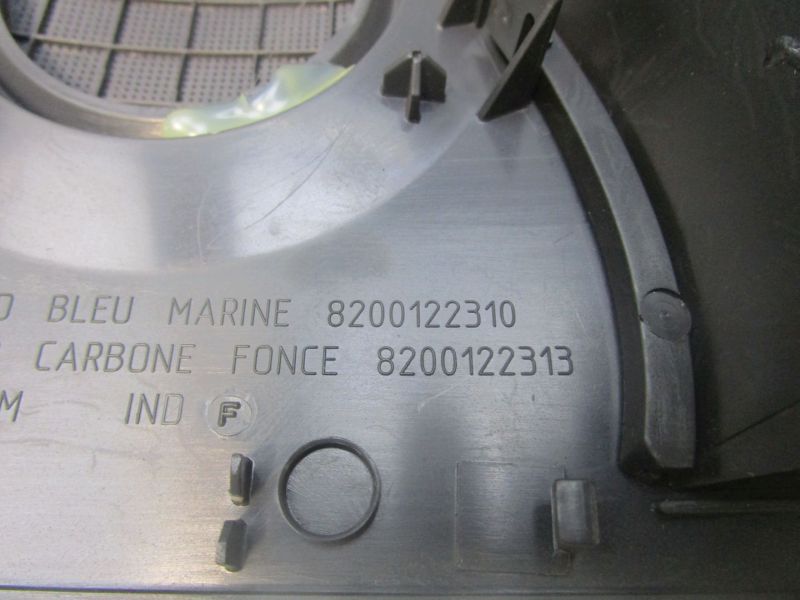 BLEU MARINE 8200122310
CARBONE FONCE 8200122313
IND F